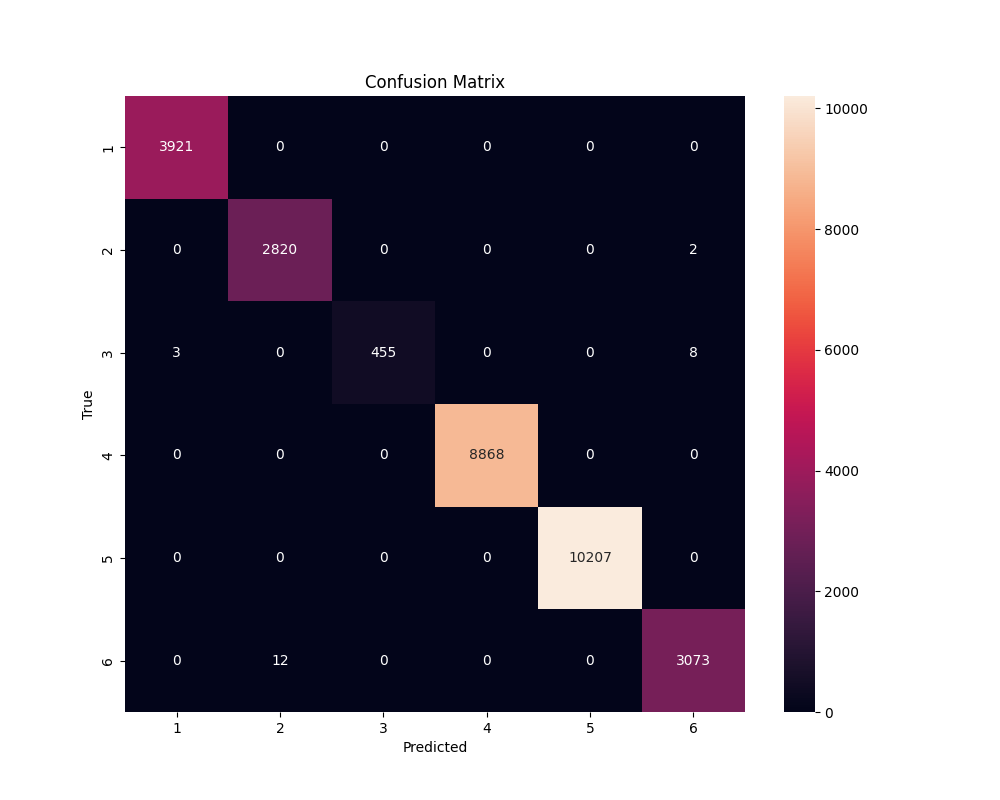 Confusion Matrix
1 3921 0 0 0 0 0
2 0 2820 0 0 0 2
3 3 0 455 0 0 8
4 0 0 0 8868 0 0
5 0 0 0 0 10207 0
6 0 12 0 0 0 3073
1 2 3 4 5 6
Predicted
True
10000
8000
6000
4000
2000
0